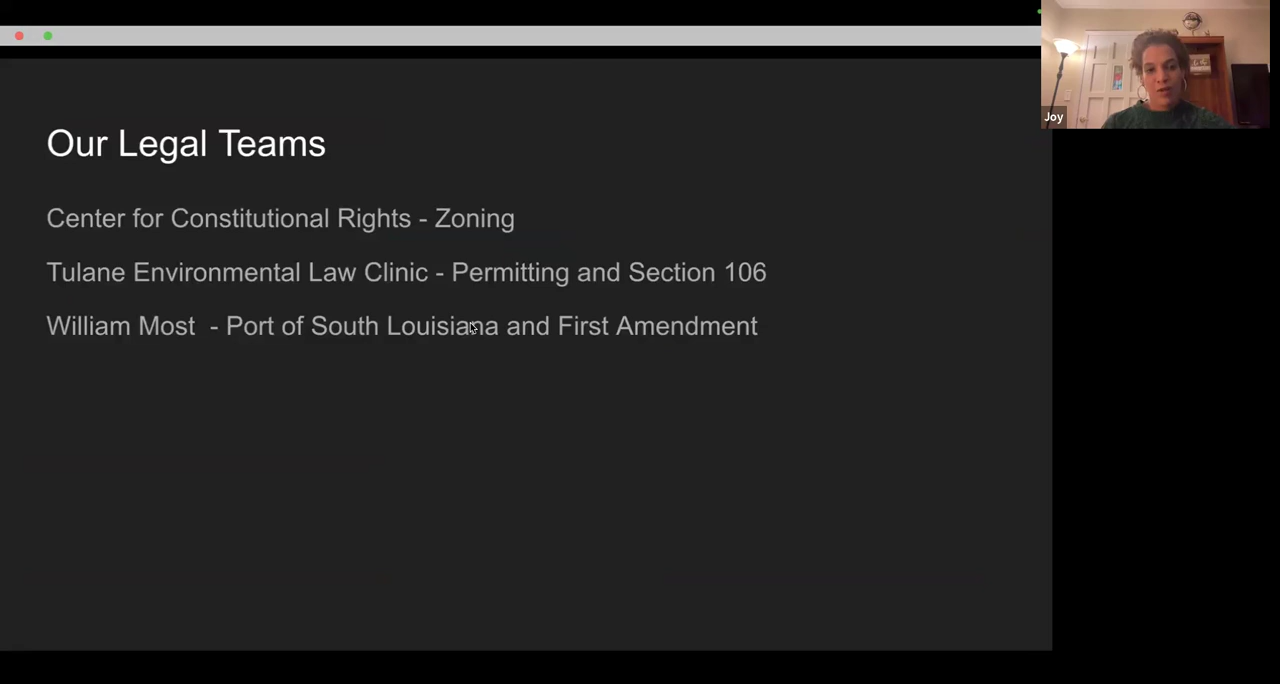 Our Legal Teams
Center for Constitutional Rights - Zoning
Tulane Environmental Law Clinic - Permitting and Section 106
William Most  - Port of South Louisiana and First Amendment
Joy